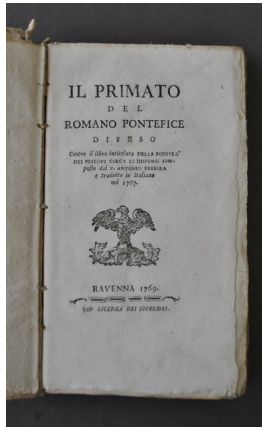 IL PRIMATO
DEL
ROMANO PONTEFICE
DIFESO
Contro il libro intitolato DELLA PODESTA'
DEI VESCOVI CIRCA LE DISPENSE com-
posto dal P. ANTONIO PEREIRA
e tradotto in Italiano
nel 1767.
RAVENNA 1769.
CON LICENZA DEI SUPERIORI.